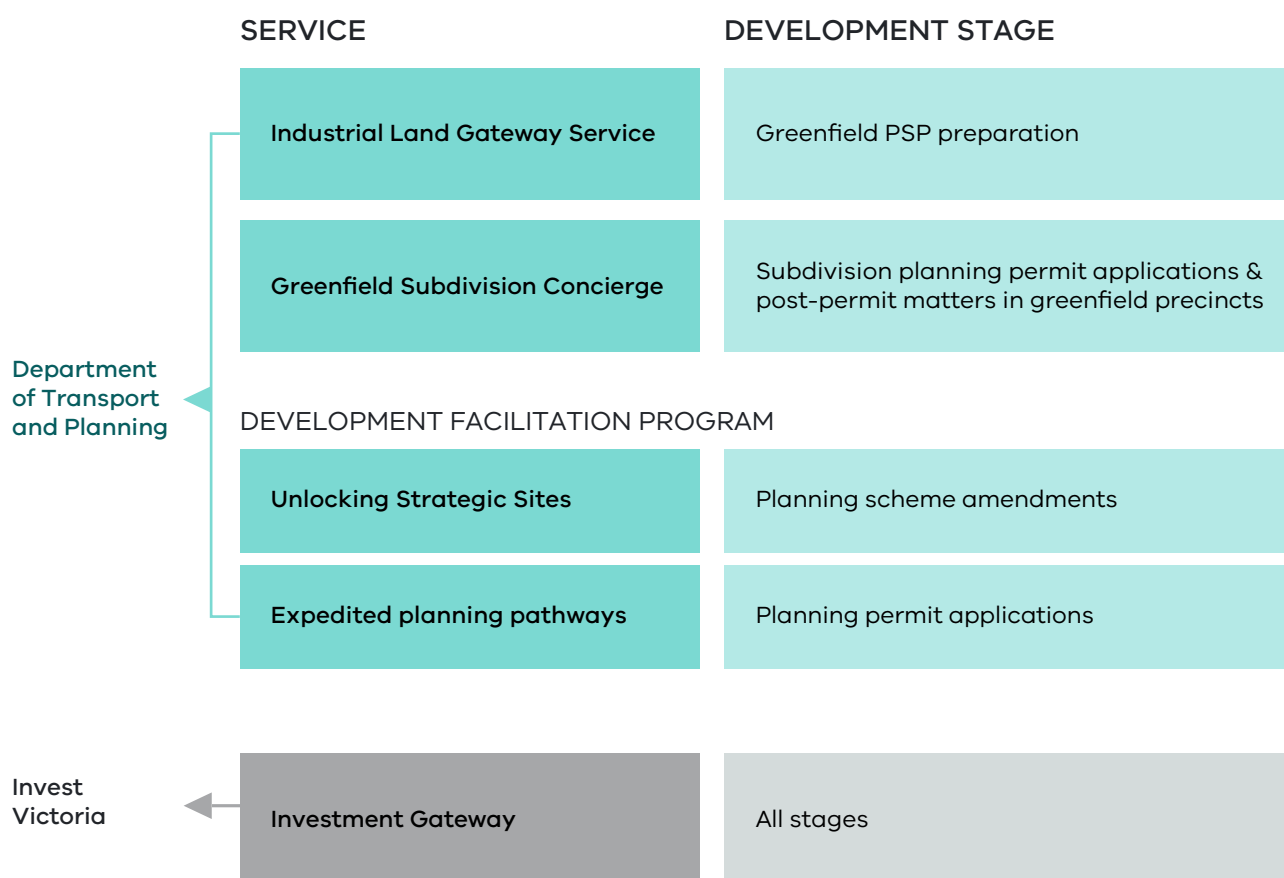 SERVICE
DEVELOPMENT STAGE
Industrial Land Gateway Service
Greenfield PSP preparation
Greenfield Subdivision Concierge
Subdivision planning permit applications &
post-permit matters in greenfield precincts
Department
of Transport
and Planning
DEVELOPMENT FACILITATION PROGRAM
Unlocking Strategic Sites
Planning scheme amendments
Expedited planning pathways
Planning permit applications
Invest
Victoria
Investment Gateway
All stages